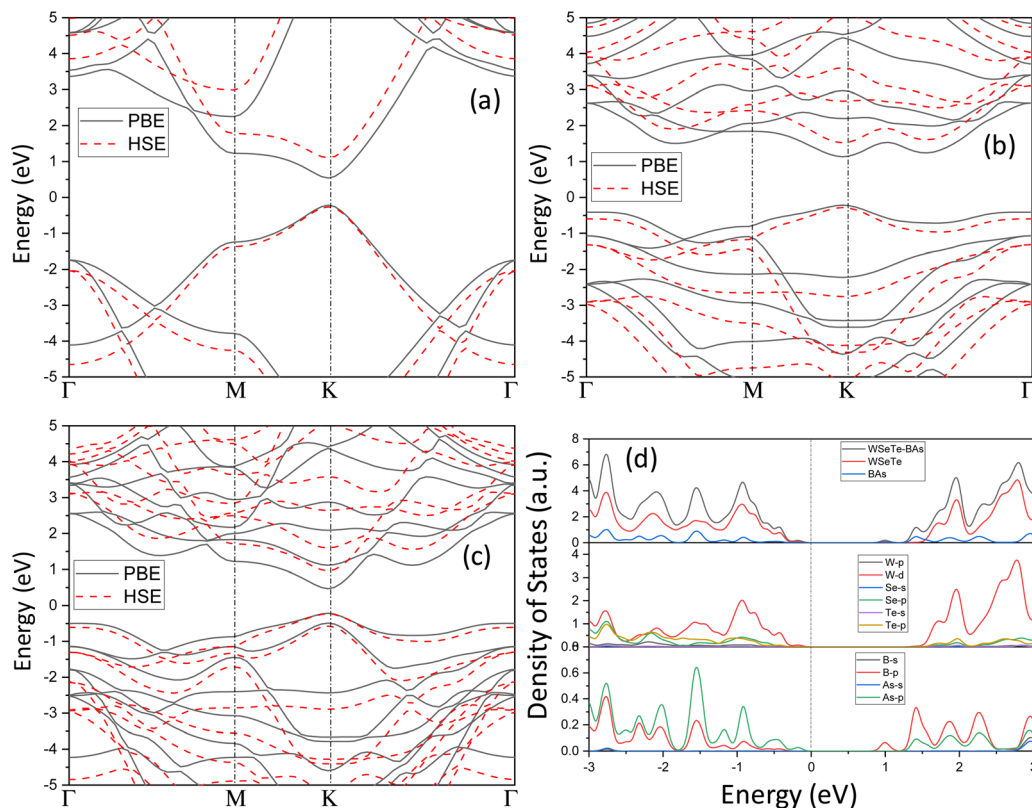 (a)
PBE
HSE
Energy (eV)
5
4
3
2
1
0
-1
-2
-3
-4
-5
Γ
M
K
Γ
(b)
PBE
HSE
Energy (eV)
5
4
3
2
1
0
-1
-2
-3
-4
-5
Γ
M
K
Γ
(c)
PBE
HSE
Energy (eV)
5
4
3
2
1
0
-1
-2
-3
-4
-5
Γ
M
K
Γ
(d)
WSeTe-BAs
WSeTe
BAs
8
6
4
2
0
W-p
W-d
Se-s
Se-p
Te-s
Te-p
4
3
2
1
0.0
B-s
B-p
As-s
As-p
0.6
0.4
0.2
0.0
Density of States (a.u.)
-3
-2
-1
0
1
2
3
Energy (eV)